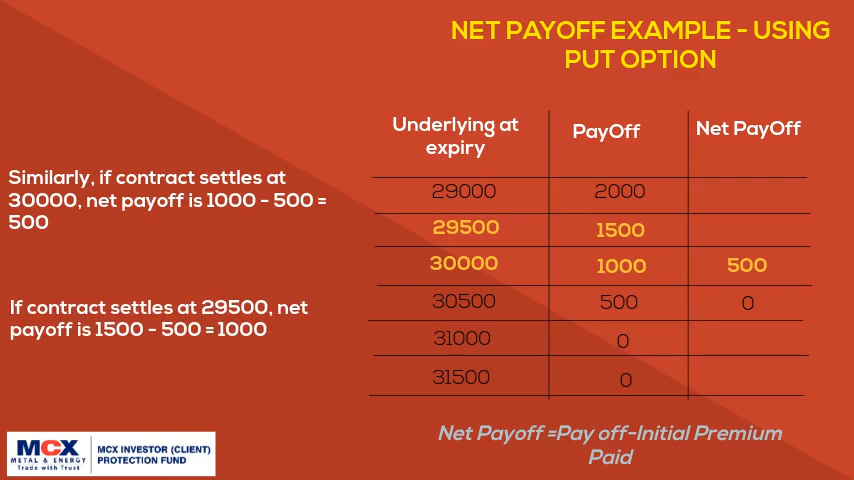 NET PAYOFF EXAMPLE - USING
PUT OPTION
Similarly, if contract settles at
30000, net payoff is 1000 - 500 =
500
If contract settles at 29500, net
payoff is 1500 - 500 = 1000
Underlying at
expiry
PayOff
Net PayOff
29000 2000
29500 1500
30000 1000 500
30500 500 0
31000 0
31500 0
Net Payoff =Pay off-Initial Premium
Paid
MCX
METAL & ENERGY
Trade with Trust
MCX INVESTOR (CLIENT)
PROTECTION FUND